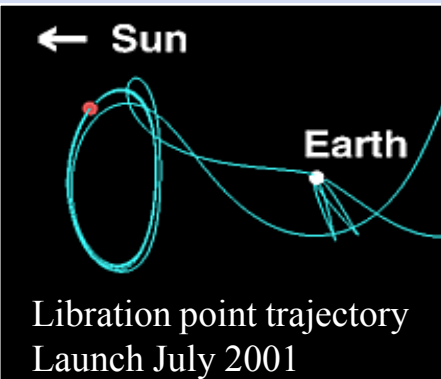 ← Sun
Earth
Libration point trajectory
Launch July 2001